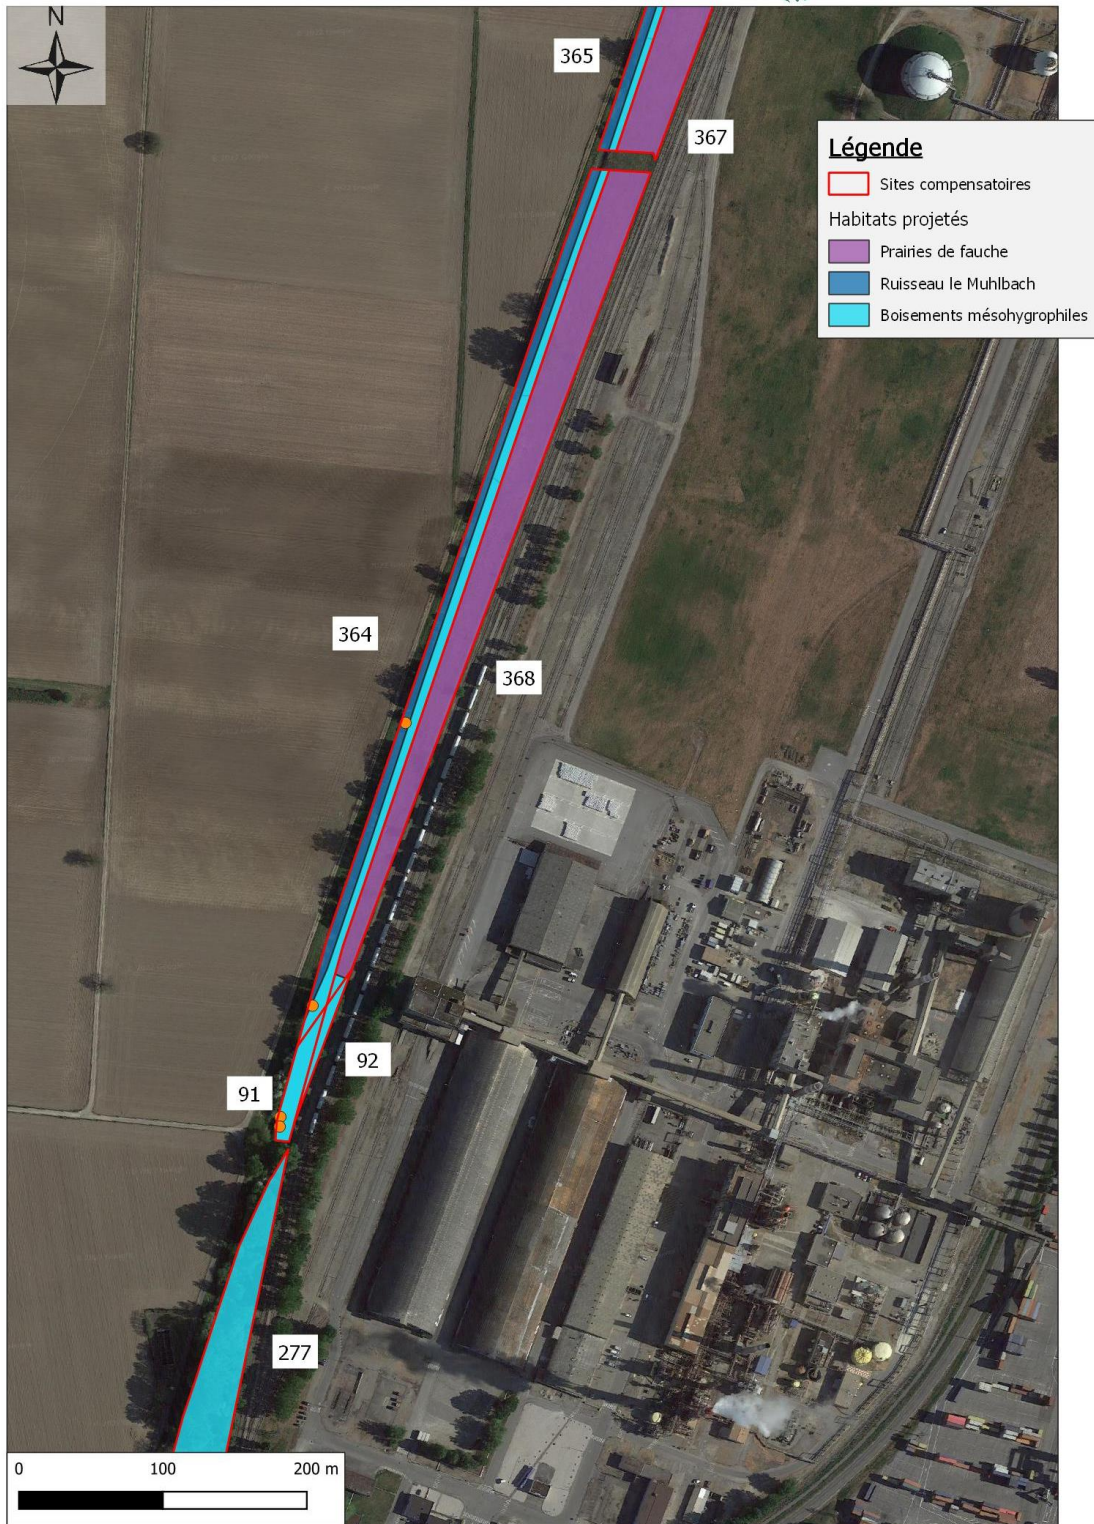 N
365
367
Légende
Sites compensatoires
Habitats projetés
Prairies de fauche
Ruisseau le Muhlbach
Boisements mésohygrophiles
364
368
92
91
277
0 100 200 m